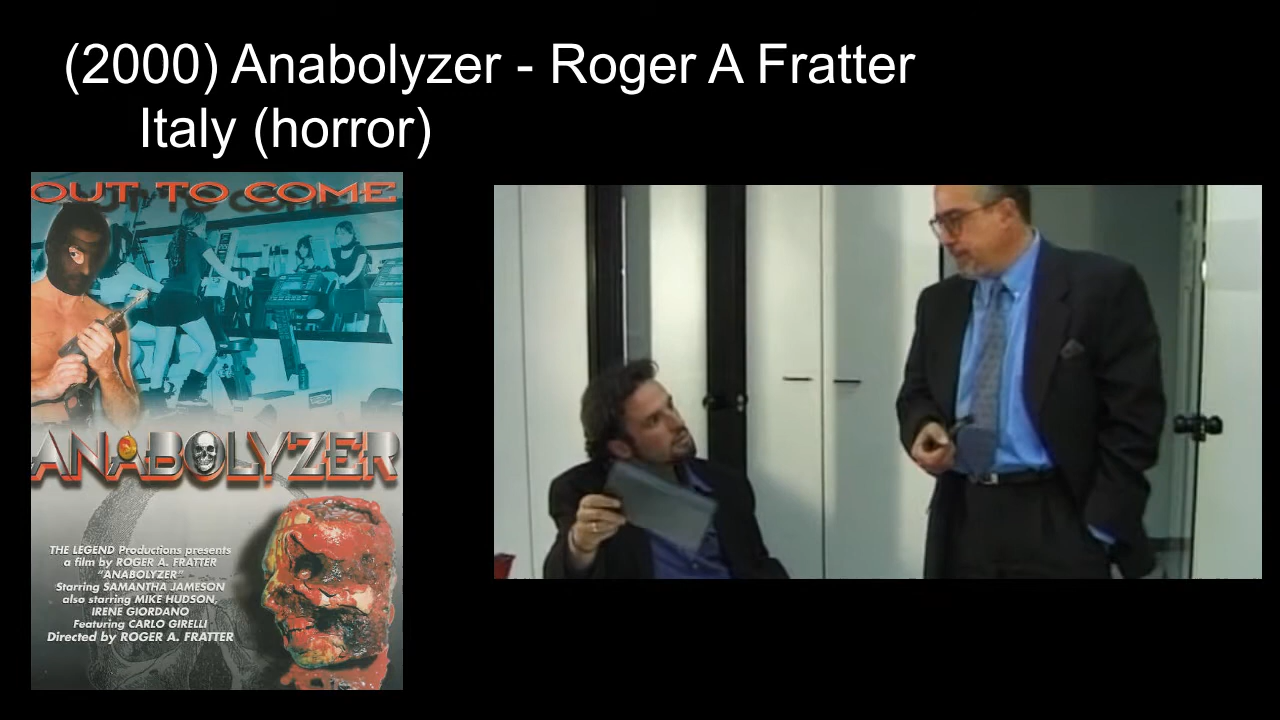 (2000) Anabolyzer - Roger A Fratter
Italy (horror)
OUT TO COME
ANABOLYZER
THE LEGEND Productions presents
a film by ROGER A. FRATTER
"ANABOLYZER"
Starring SAMANTHA JAMESON
also starring MIKE HUDSON,
IRENE GIORDANO
Featuring CARLO GIRELLI
Directed by ROGER A. FRATTER